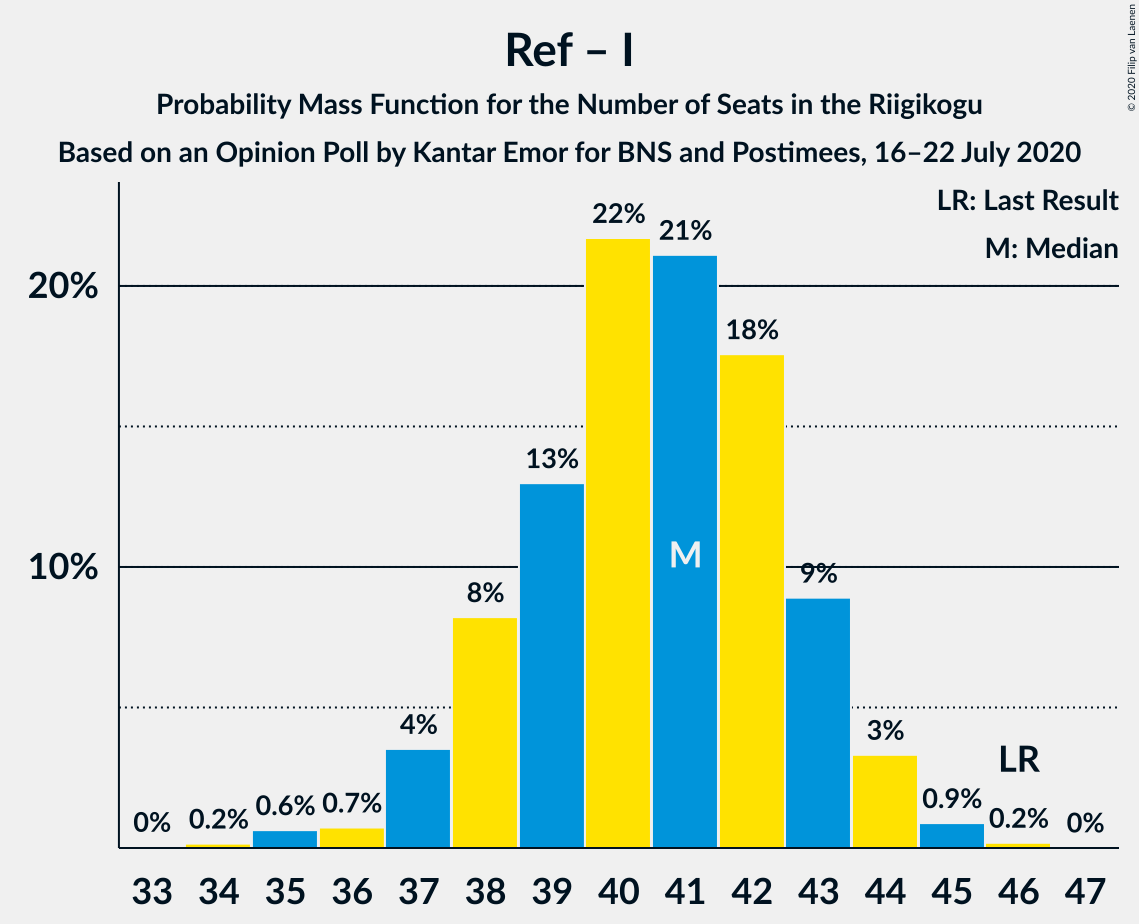 Ref – I
Probability Mass Function for the Number of Seats in the Riigikogu
Based on an Opinion Poll by Kantar Emor for BNS and Postimees, 16–22 July 2020
© 2020 Filip van Laenen
LR: Last Result
M: Median
20%
10%
0%
0.2%
0.6%
0.7%
4%
8%
13%
22%
21%
18%
9%
3%
0.9%
0.2%
0%
M
LR
33 34 35 36 37 38 39 40 41 42 43 44 45 46 47